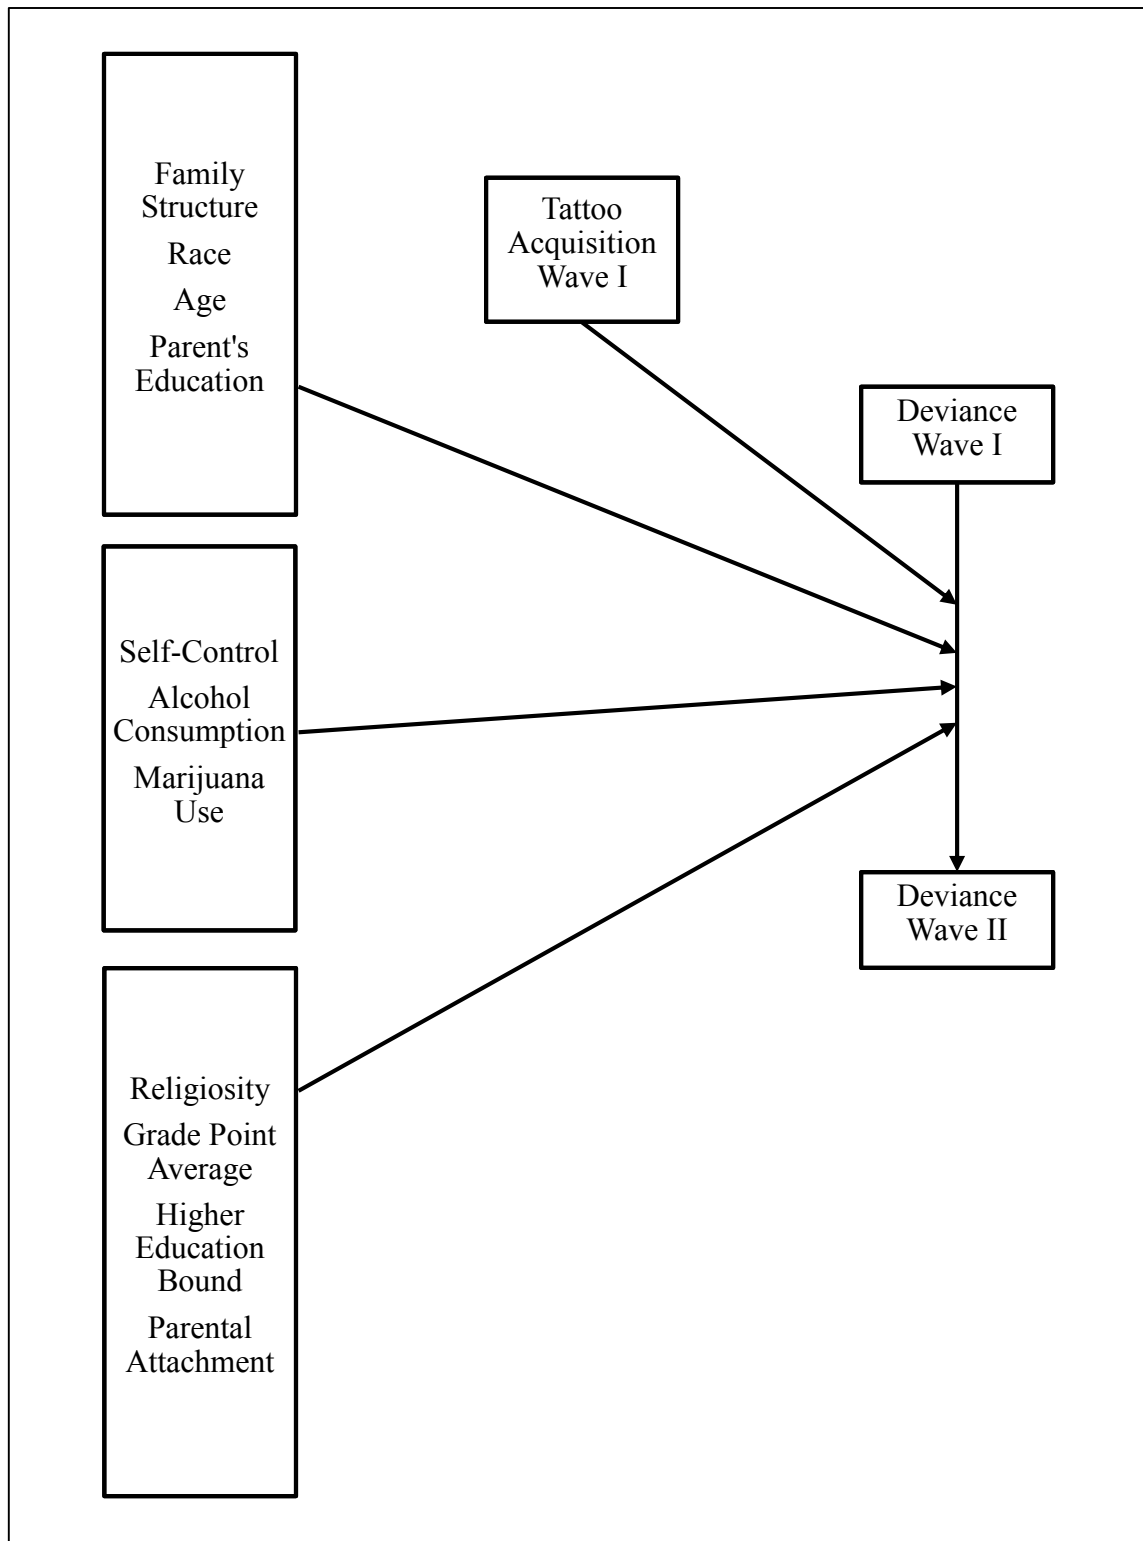 Family
Structure
Race
Age
Parent's
Education
Tattoo
Acquisition
Wave I
Deviance
Wave I
Self-Control
Alcohol
Consumption
Marijuana
Use
Deviance
Wave II
Religiosity
Grade Point
Average
Higher
Education
Bound
Parental
Attachment